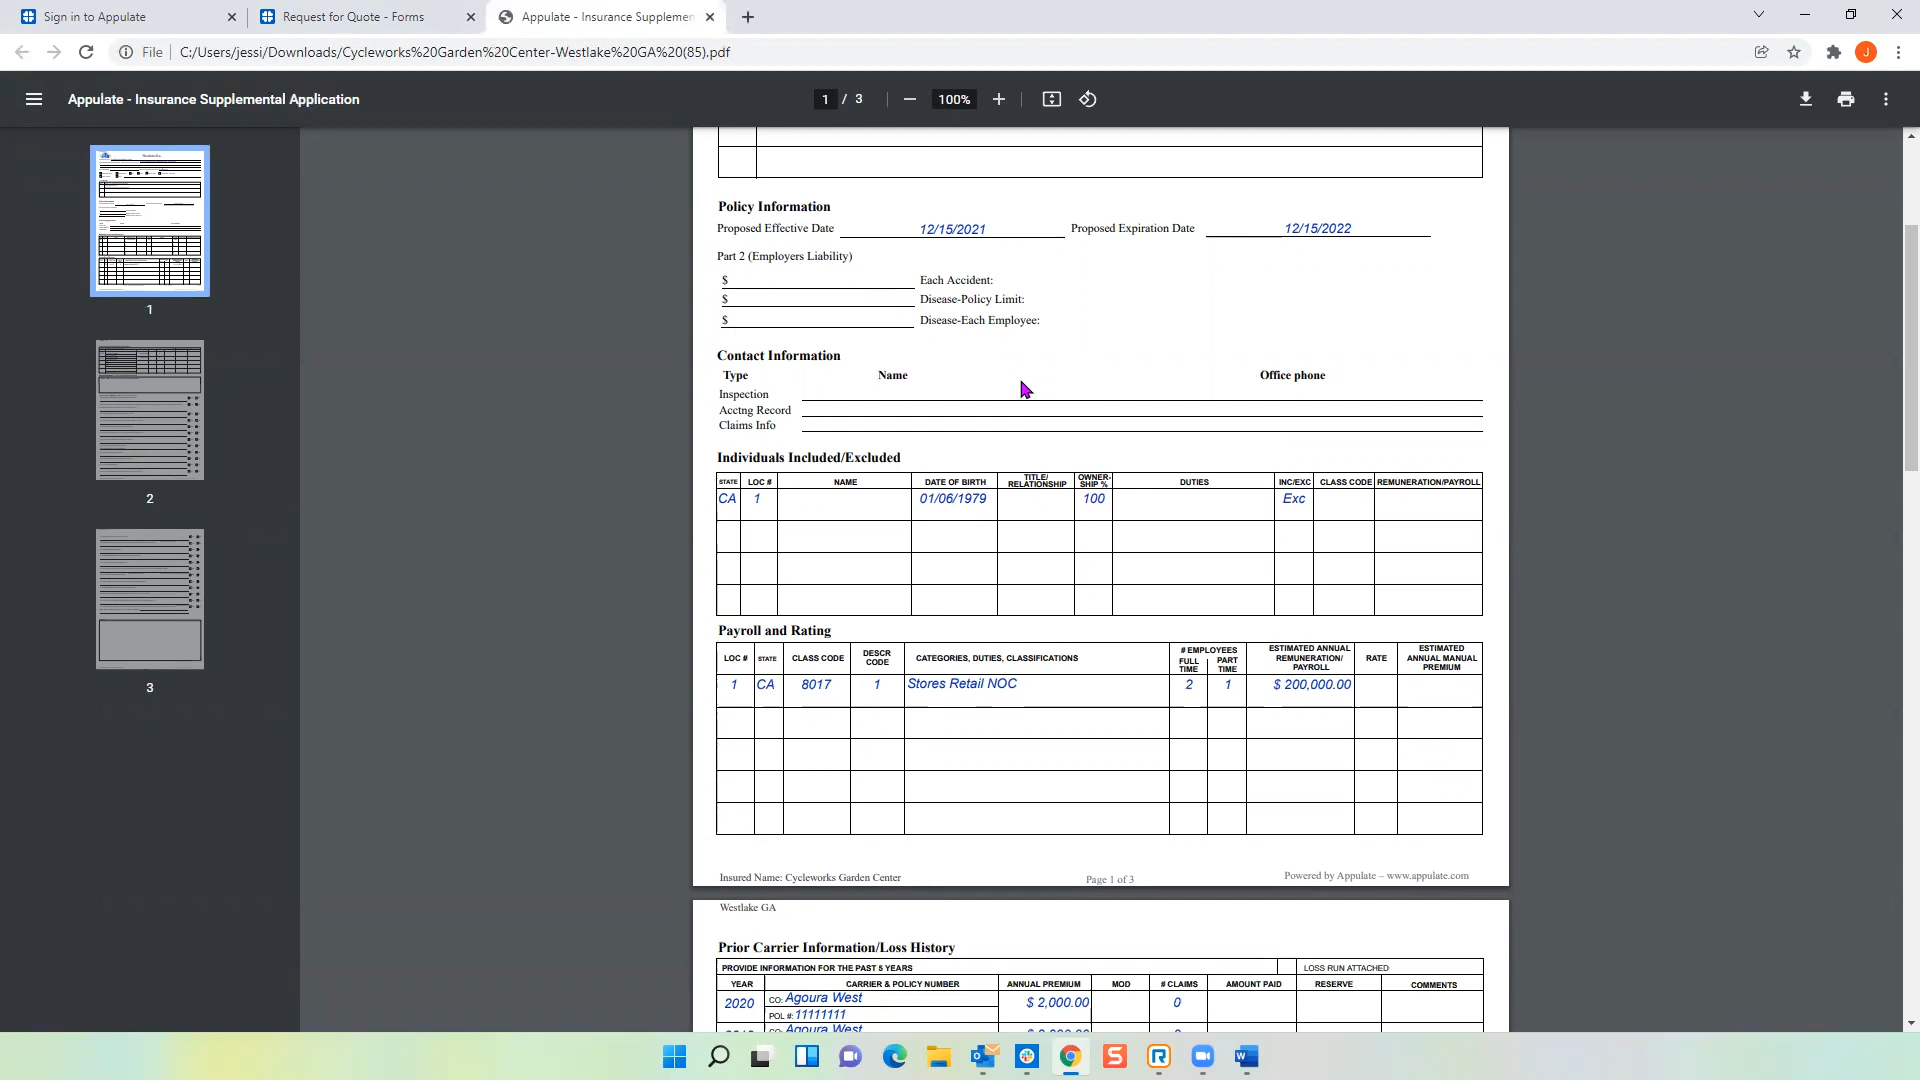 Sign in to Appulate
Request for Quote - Forms
Appulate - Insurance Supplemen
File
C:/Users/jessi/Downloads/Cycleworks%20Garden%20Center-Westlake%20GA%20(85).pdf
J
Appulate - Insurance Supplemental Application
1 / 3
100%
1
2
3
Policy Information
Proposed Effective Date 12/15/2021 Proposed Expiration Date 12/15/2022
Part 2 (Employers Liability)
$ Each Accident:
$ Disease-Policy Limit:
$ Disease-Each Employee:
Contact Information
Type Name Office phone
Inspection
Acctng Record
Claims Info
Individuals Included/Excluded
STATE LOC # NAME DATE OF BIRTH TITLE/ RELATIONSHIP OWNER- SHIP % DUTIES INC/EXC CLASS CODE REMUNERATION/PAYROLL
CA 1 01/06/1979 100 Exc
Payroll and Rating
LOC # STATE CLASS CODE DESCR CODE CATEGORIES, DUTIES, CLASSIFICATIONS # EMPLOYEES FULL TIME PART TIME ESTIMATED ANNUAL REMUNERATION/ PAYROLL RATE ESTIMATED ANNUAL MANUAL PREMIUM
1 CA 8017 1 Stores Retail NOC 2 1 $ 200,000.00
Insured Name: Cycleworks Garden Center Page 1 of 3 Powered by Appulate – www.appulate.com
Westlake GA
Prior Carrier Information/Loss History
PROVIDE INFORMATION FOR THE PAST 5 YEARS LOSS RUN ATTACHED
YEAR CARRIER & POLICY NUMBER ANNUAL PREMIUM MOD # CLAIMS AMOUNT PAID RESERVE COMMENTS
2020 CO: Agoura West $ 2,000.00 0
POL #: 11111111
CO: Agoura West